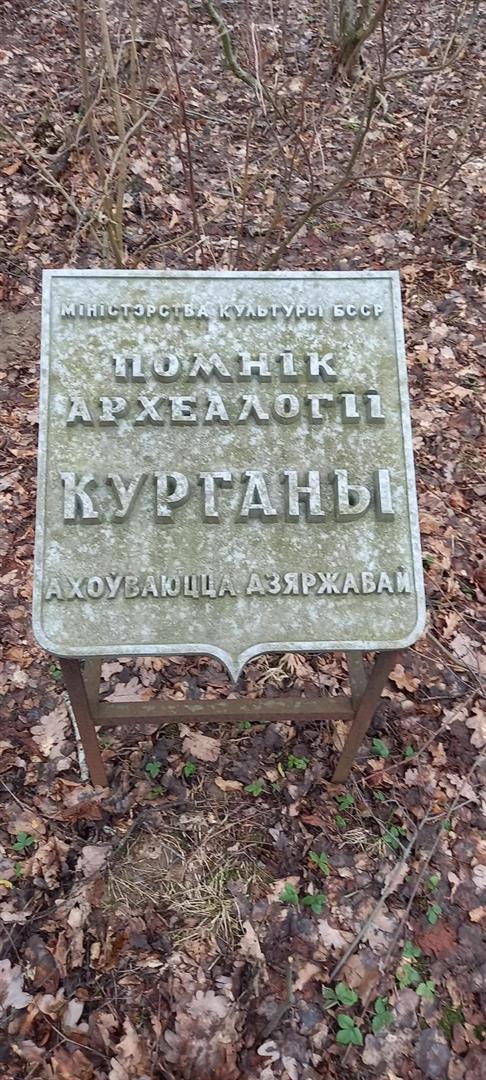 МІНІСТЭРСТВА КУЛЬТУРЫ БССР
ПОМНІК
АРХЕАЛОГІІ
КУРГАНЫ
АХОЎВАЮЦЦА ДЗЯРЖАВАЙ